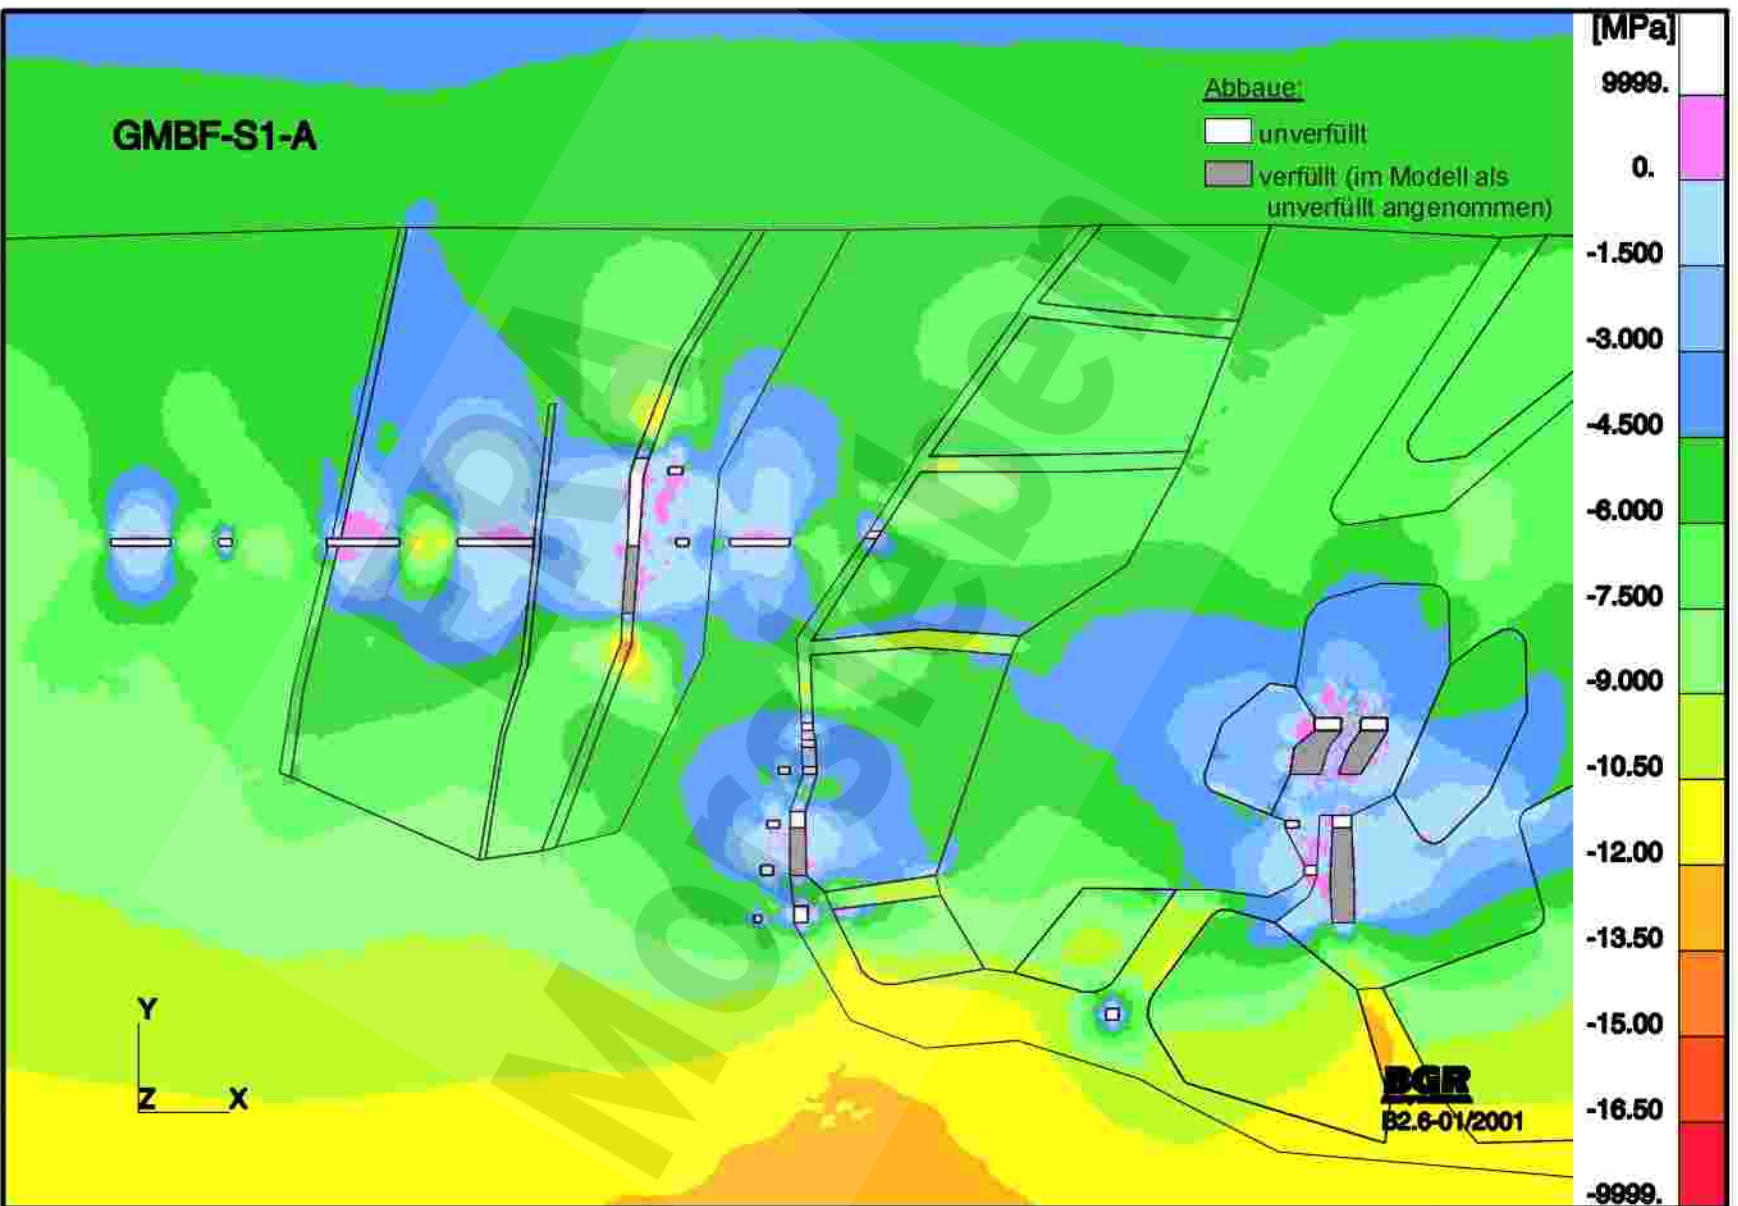 [MPa]
9999.
0.
-1.500
-3.000
-4.500
-6.000
-7.500
-9.000
-10.50
-12.00
-13.50
-15.00
-16.50
-9999.
GMBF-S1-A
Abbaue:
unverfüllt
verfüllt (im Modell als
unverfüllt angenommen)
ERA
Morsleben
Y
Z X
BGR
B2.6-01/2001